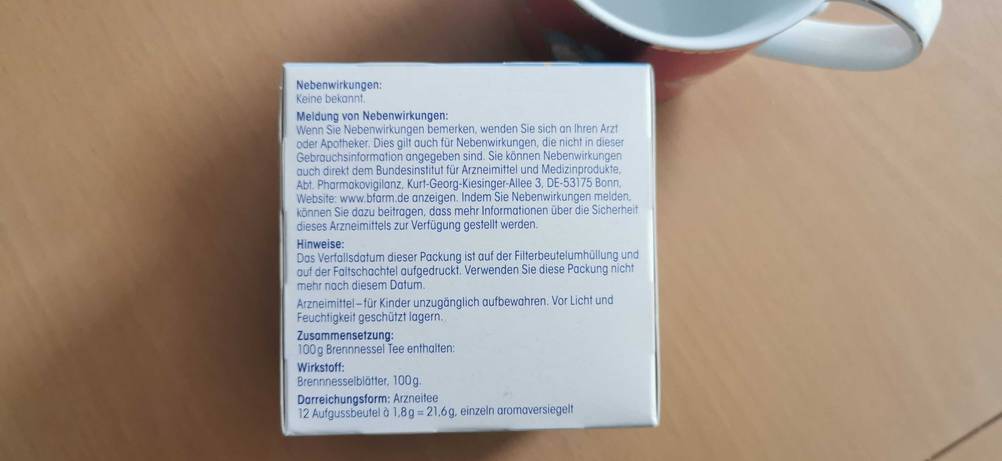 Nebenwirkungen:
Keine bekannt.
Meldung von Nebenwirkungen:
Wenn Sie Nebenwirkungen bemerken, wenden Sie sich an Ihren Arzt
oder Apotheker. Dies gilt auch für Nebenwirkungen, die nicht in dieser
Gebrauchsinformation angegeben sind. Sie können Nebenwirkungen
auch direkt dem Bundesinstitut für Arzneimittel und Medizinprodukte,
Abt. Pharmakovigilanz, Kurt-Georg-Kiesinger-Allee 3, DE-53175 Bonn,
Website: www.bfarm.de anzeigen. Indem Sie Nebenwirkungen melden,
können Sie dazu beitragen, dass mehr Informationen über die Sicherheit
dieses Arzneimittels zur Verfügung gestellt werden.
Hinweise:
Das Verfallsdatum dieser Packung ist auf der Filterbeutelumhüllung und
auf der Faltschachtel aufgedruckt. Verwenden Sie diese Packung nicht
mehr nach diesem Datum.
Arzneimittel – für Kinder unzugänglich aufbewahren. Vor Licht und
Feuchtigkeit geschützt lagern.
Zusammensetzung:
100 g Brennnessel Tee enthalten:
Wirkstoff:
Brennnesselblätter, 100 g.
Darreichungsform: Arzneitee
12 Aufgussbeutel à 1,8 g = 21,6 g, einzeln aromaversiegelt